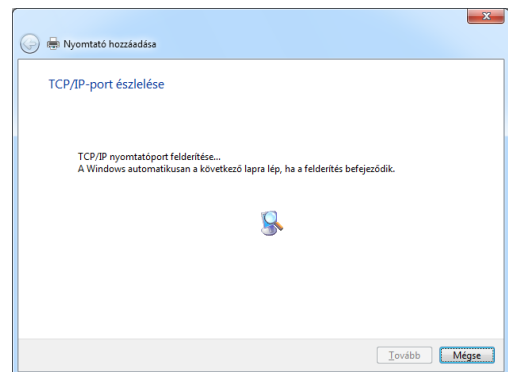 Nyomtató hozzáadása
TCP/IP-port észlelése
TCP/IP nyomtatóport felderítése...
A Windows automatikusan a következő lapra lép, ha a felderítés befejeződik.
Tovább
Mégse